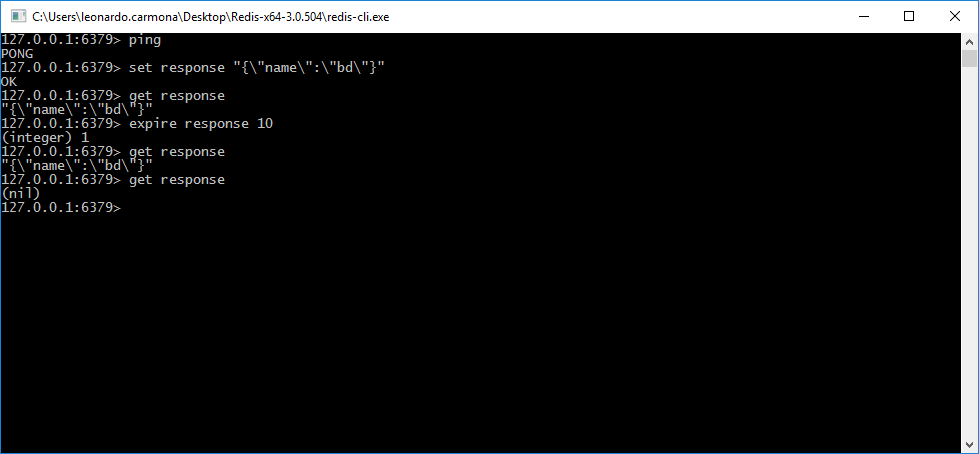 C:\Users\leonardo.carmona\Desktop\Redis-x64-3.0.504\redis-cli.exe
127.0.0.1:6379> ping
PONG
127.0.0.1:6379> set response "{\"name\":\"bd\"}"
OK
127.0.0.1:6379> get response
"{\"name\":\"bd\"}"
127.0.0.1:6379> expire response 10
(integer) 1
127.0.0.1:6379> get response
"{\"name\":\"bd\"}"
127.0.0.1:6379> get response
(nil)
127.0.0.1:6379>